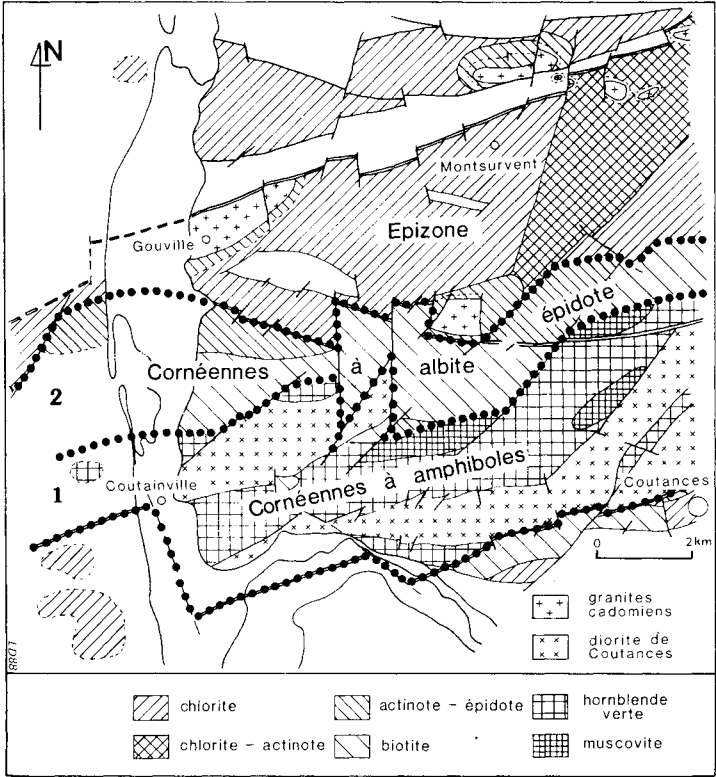 N
Montsurvent
Gouville
Epizone
épidote
Cornéennes à albite
2
1
Coutainville
Cornéennes à amphiboles
Coutances
0 2km
granites cadomiens
diorite de Coutances
LD88
chlorite
actinote - épidote
hornblende verte
chlorite - actinote
biotite
muscovite